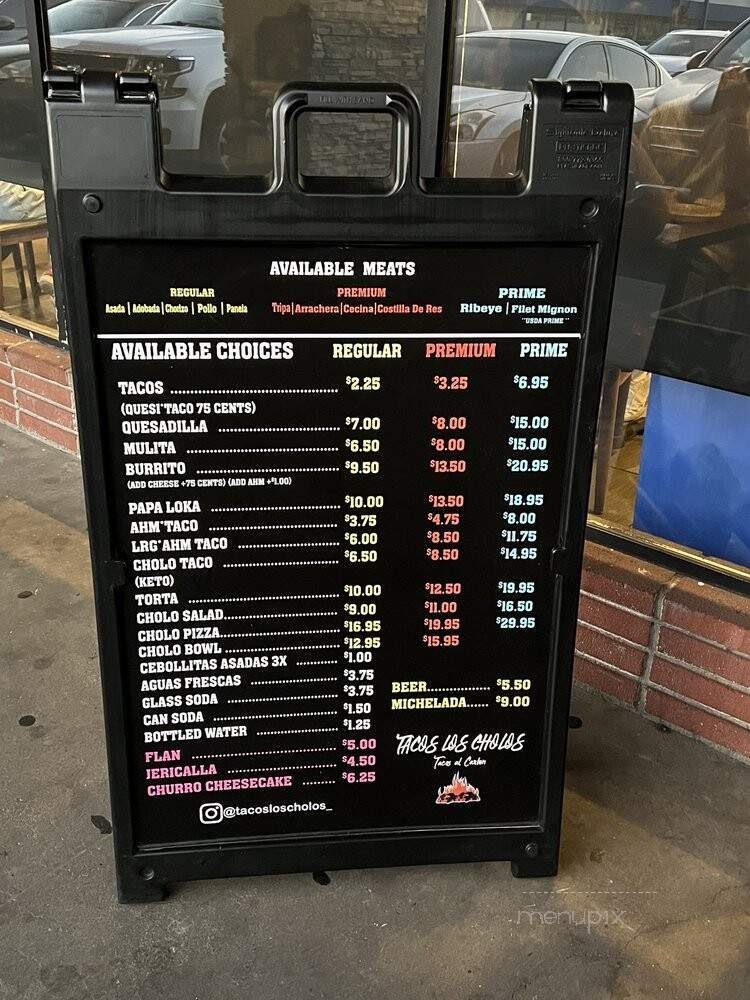 AVAILABLE MEATS
REGULAR PREMIUM PRIME
Asada | Adobada | Chorizo | Pollo | Panela Tripa | Arrachera | Cecina | Costilla De Res Ribeye | Filet Mignon
"USDA PRIME"
AVAILABLE CHOICES REGULAR PREMIUM PRIME
TACOS $2.25 $3.25 $6.95
(QUESI*TACO 75 CENTS)
QUESADILLA $7.00 $8.00 $15.00
MULITA $6.50 $8.00 $15.00
BURRITO $9.50 $13.50 $20.95
(ADD CHEESE +75 CENTS) (ADD AHM +$1.00)
PAPA LOKA $10.00 $13.50 $18.95
AHM*TACO $3.75 $4.75 $8.00
LRG*AHM TACO $6.00 $8.50 $11.75
CHOLO TACO $6.50 $8.50 $14.95
(KETO)
TORTA $10.00 $12.50 $19.95
CHOLO SALAD $9.00 $11.00 $16.50
CHOLO PIZZA $16.95 $19.95 $29.95
CHOLO BOWL $12.95 $15.95
CEBOLLITAS ASADAS 3X $1.00
AGUAS FRESCAS $3.75
GLASS SODA $3.75
CAN SODA $1.50
BOTTLED WATER $1.25
BEER $5.50
MICHELADA $9.00
FLAN $5.00
JERICALLA $4.50
CHURRO CHEESECAKE $6.25
TACOS LOS CHOLOS
Tacos al Carbon
@tacosloscholos_
menupix